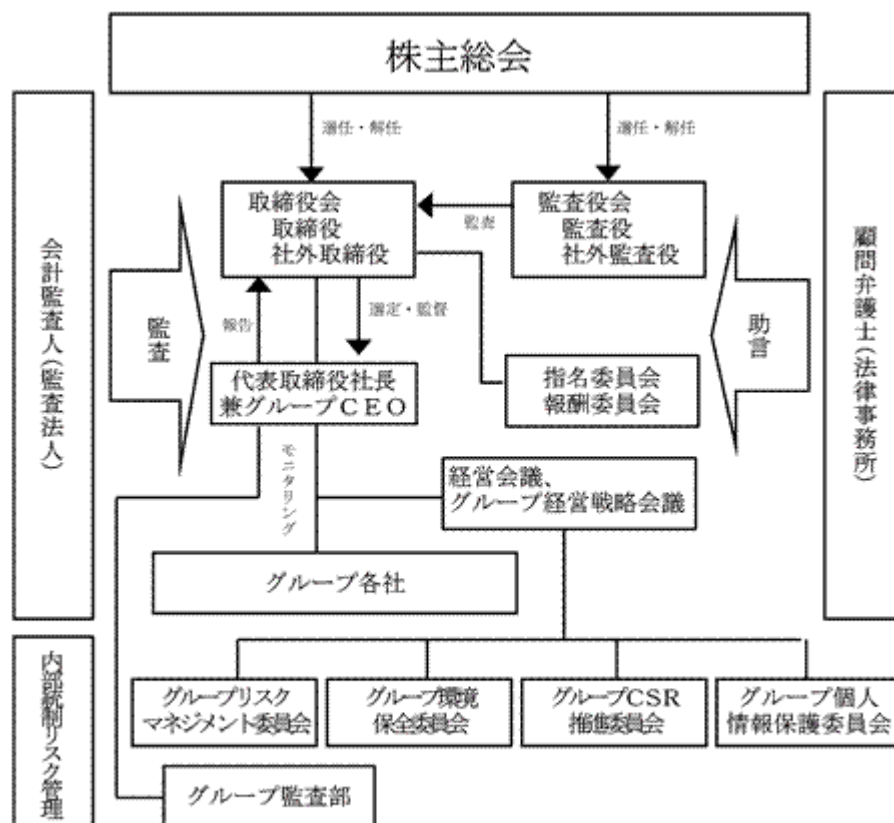 株主総会
選任・解任
選任・解任
取締役会
取締役
社外取締役
監査
監査役会
監査役
社外監査役
会計監査人（監査法人）
監査
報告
選定・監督
助言
顧問弁護士（法律事務所）
代表取締役社長
兼グループＣＥＯ
指名委員会
報酬委員会
モニタリング
経営会議、
グループ経営戦略会議
グループ各社
内部統制リスク管理
グループリスク
マネジメント委員会
グループ環境
保全委員会
グループCSR
推進委員会
グループ個人
情報保護委員会
グループ監査部